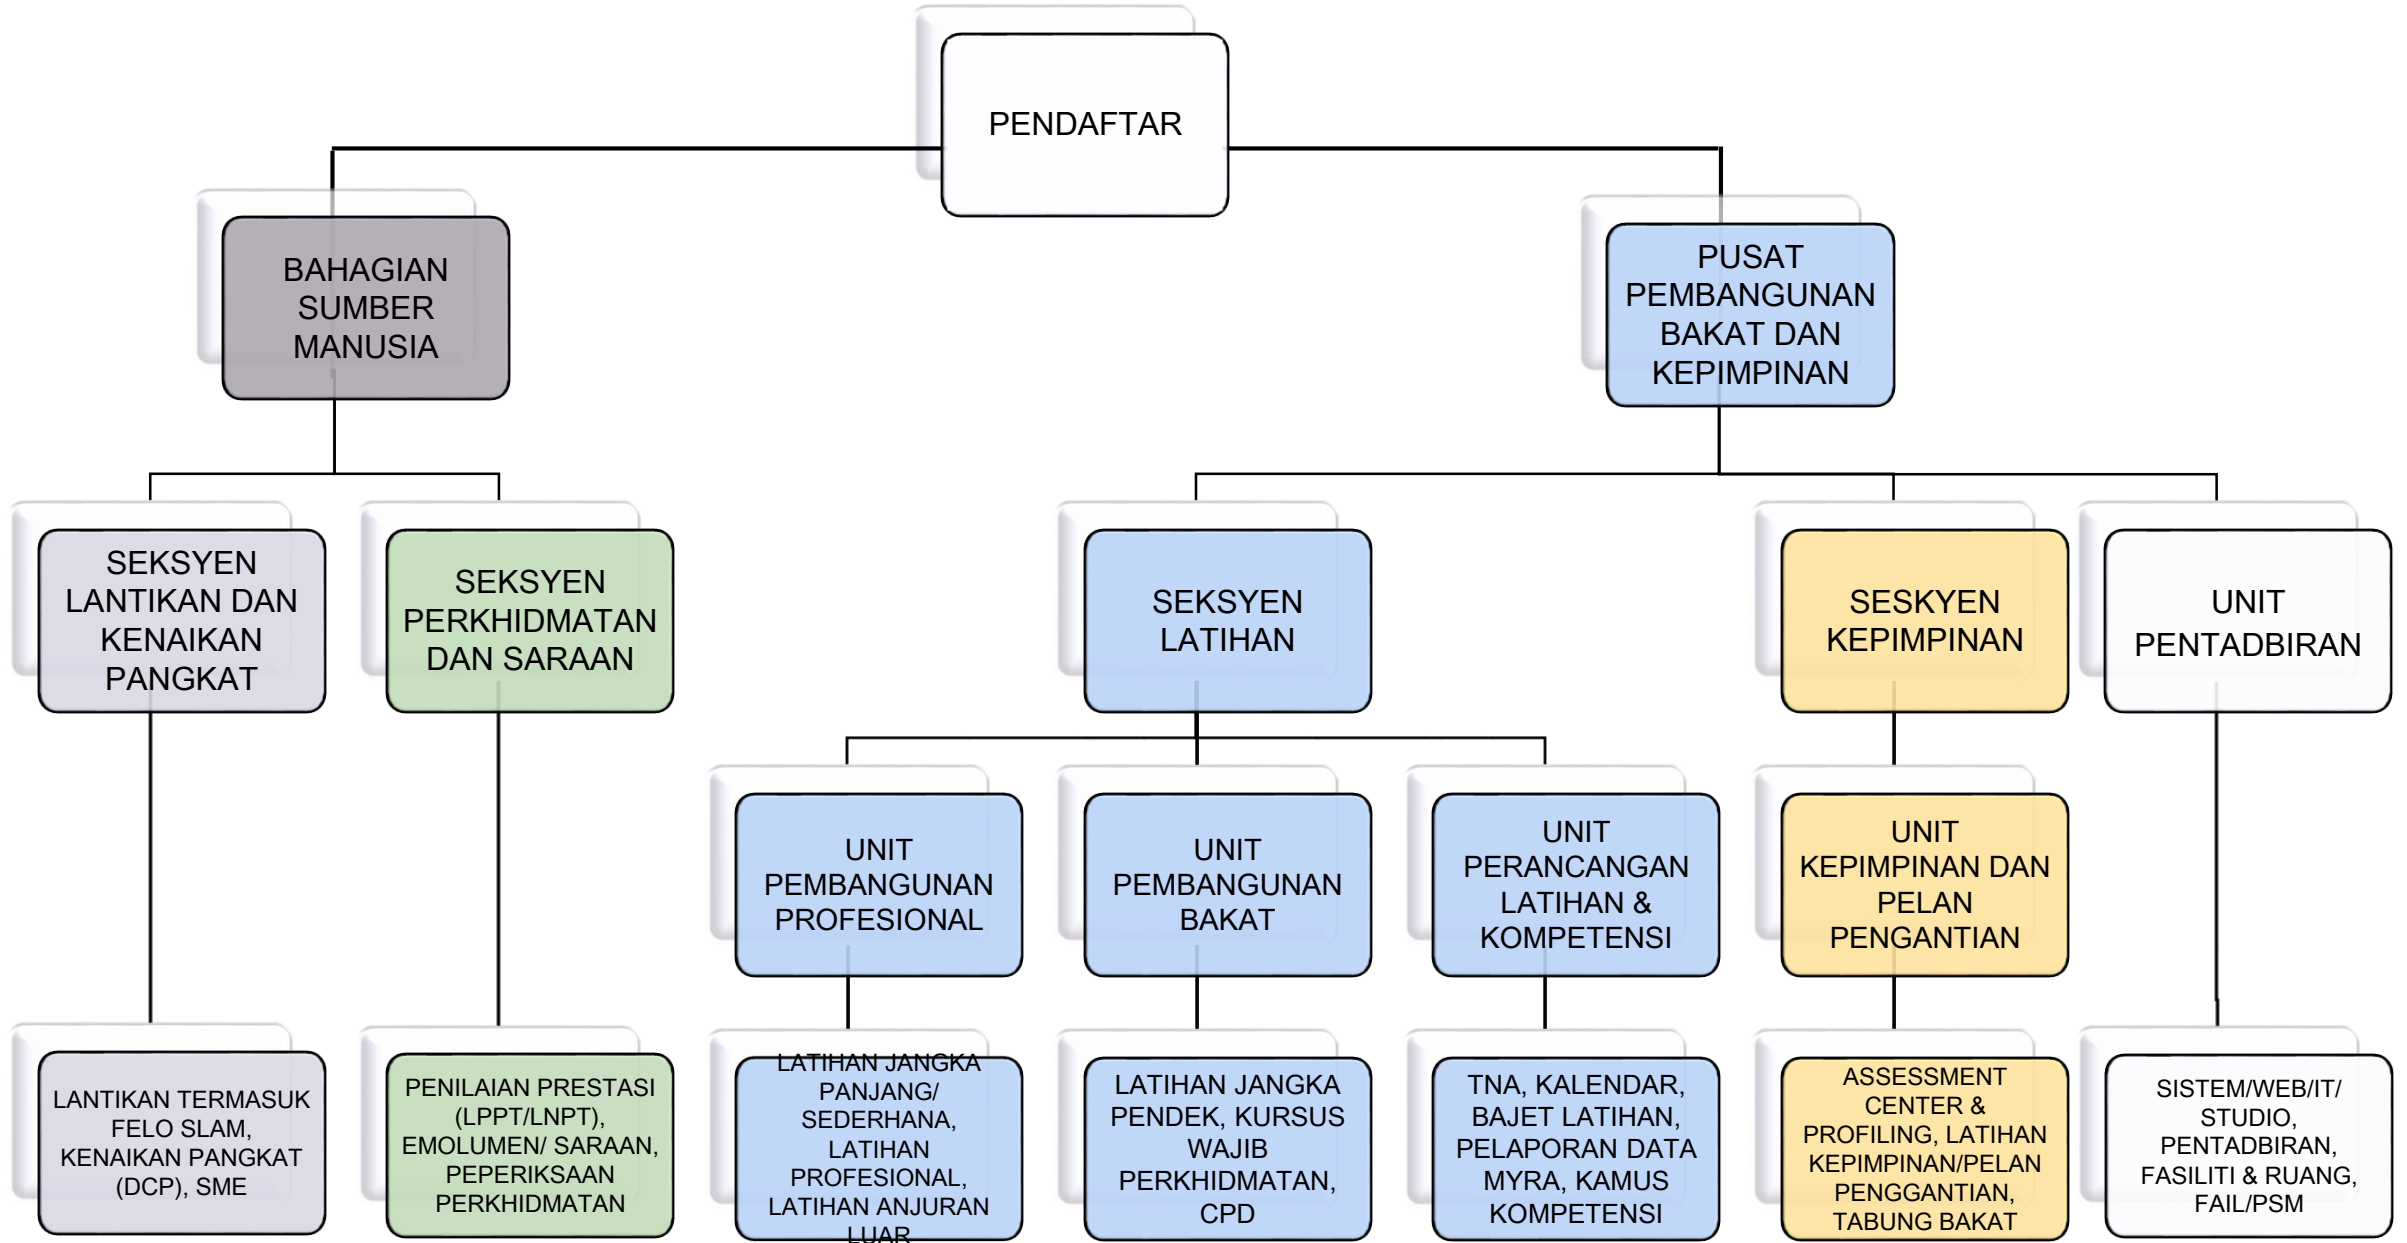 PENDAFTAR
BAHAGIAN
SUMBER
MANUSIA
PUSAT
PEMBANGUNAN
BAKAT DAN
KEPIMPINAN
SEKSYEN
LANTIKAN DAN
KENAIKAN
PANGKAT
SEKSYEN
PERKHIDMATAN
DAN SARAAN
SEKSYEN
LATIHAN
SESKYEN
KEPIMPINAN
UNIT
PENTADBIRAN
UNIT
PEMBANGUNAN
PROFESIONAL
UNIT
PEMBANGUNAN
BAKAT
UNIT
PERANCANGAN
LATIHAN &
KOMPETENSI
UNIT
KEPIMPINAN DAN
PELAN
PENGANTIAN
LANTIKAN TERMASUK
FELO SLAM,
KENAIKAN PANGKAT
(DCP), SME
PENILAIAN PRESTASI
(LPPT/LNPT),
EMOLUMEN/ SARAAN,
PEPERIKSAAN
PERKHIDMATAN
LATIHAN JANGKA
PANJANG/
SEDERHANA,
LATIHAN
PROFESIONAL,
LATIHAN ANJURAN
LUAR
LATIHAN JANGKA
PENDEK, KURSUS
WAJIB
PERKHIDMATAN,
CPD
TNA, KALENDAR,
BAJET LATIHAN,
PELAPORAN DATA
MYRA, KAMUS
KOMPETENSI
ASSESSMENT
CENTER &
PROFILING, LATIHAN
KEPIMPINAN/PELAN
PENGGANTIAN,
TABUNG BAKAT
SISTEM/WEB/IT/
STUDIO,
PENTADBIRAN,
FASILITI & RUANG,
FAIL/PSM